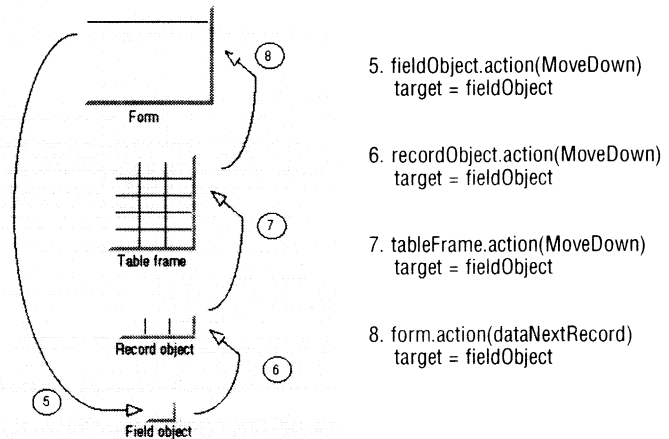 8
Form
7
Table frame
Record object
6
5
Field object
5. fieldObject.action(MoveDown)
target = fieldObject
6. recordObject.action(MoveDown)
target = fieldObject
7. tableFrame.action(MoveDown)
target = fieldObject
8. form.action(dataNextRecord)
target = fieldObject